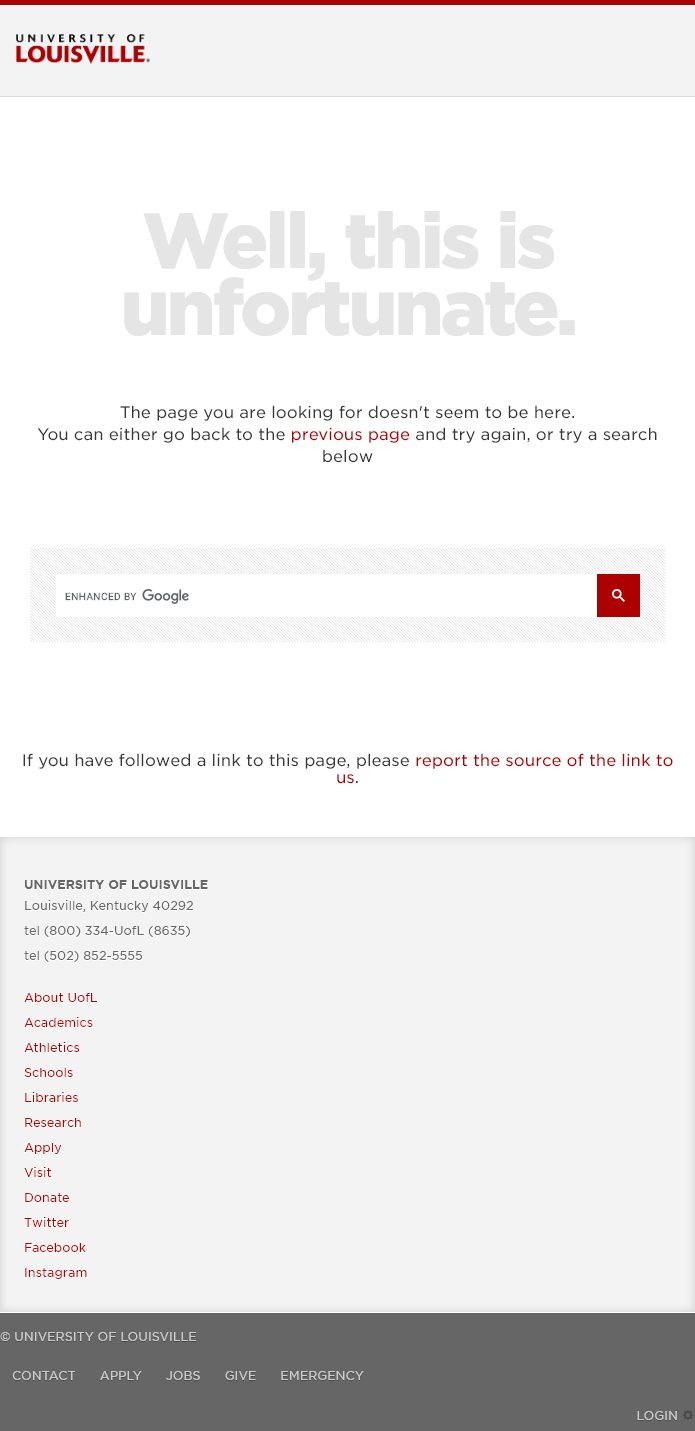 UNIVERSITY OF
LOUISVILLE.
Well, this is
unfortunate.
The page you are looking for doesn't seem to be here.
You can either go back to the previous page and try again, or try a search
below
ENHANCED BY Google
If you have followed a link to this page, please report the source of the link to
us.
UNIVERSITY OF LOUISVILLE
Louisville, Kentucky 40292
tel (800) 334-UofL (8635)
tel (502) 852-5555
About UofL
Academics
Athletics
Schools
Libraries
Research
Apply
Visit
Donate
Twitter
Facebook
Instagram
© UNIVERSITY OF LOUISVILLE
CONTACT APPLY JOBS GIVE EMERGENCY
LOGIN